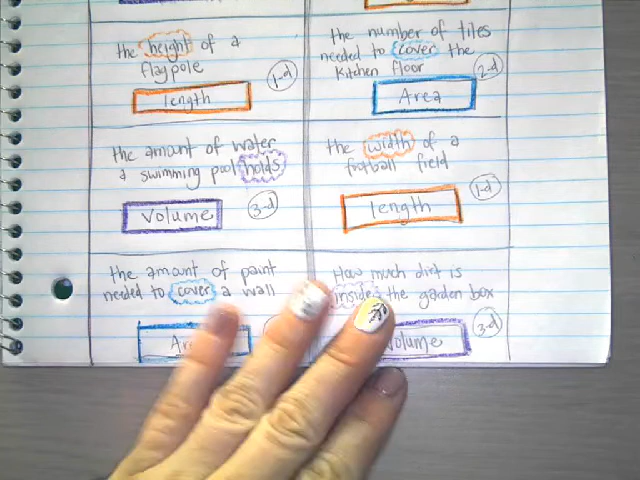 the height of a
flagpole
1-d
length
the number of tiles
needed to cover the
kitchen floor
2-d
Area
the amount of water
a swimming pool holds
Volume
3-d
the width of a
football field
1-d
length
the amount of paint
needed to cover a wall
How much dirt is
inside the garden box
3-d